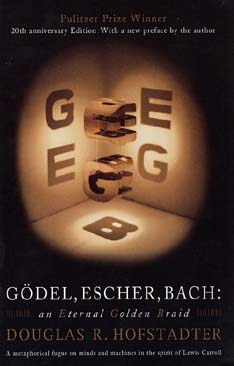 Pulitzer Prize Winner
20th anniversary Edition: With a new preface by the author
G E
E G
B
GÖDEL, ESCHER, BACH:
an Eternal Golden Braid
DOUGLAS R. HOFSTADTER
A metaphorical fugue on minds and machines in the spirit of Lewis Carroll